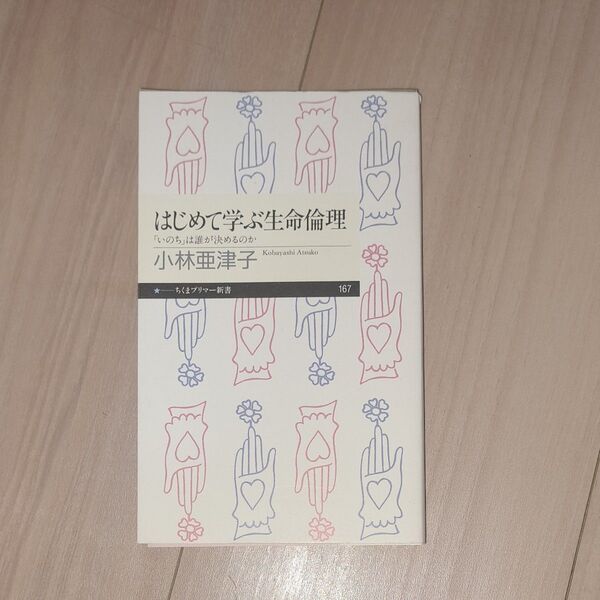 はじめて学ぶ生命倫理
「いのち」は誰が決めるのか
小林亜津子 Kobayashi Atsuko
★──ちくまプリマー新書 167